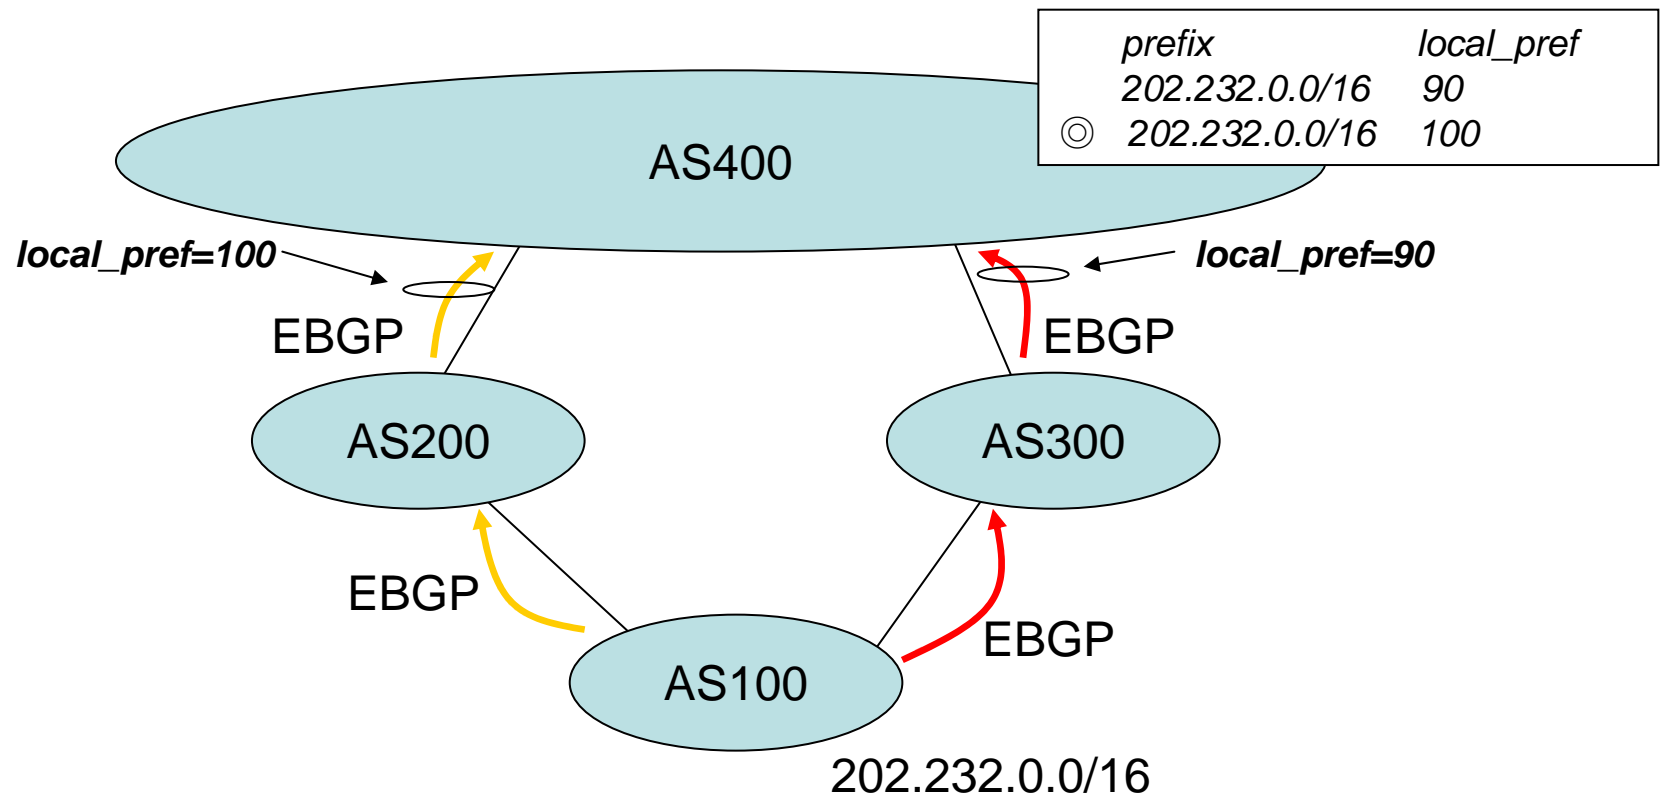 prefix local_pref
202.232.0.0/16 90
◎ 202.232.0.0/16 100
AS400
local_pref=100
local_pref=90
EBGP
EBGP
AS200
AS300
EBGP
EBGP
AS100
202.232.0.0/16